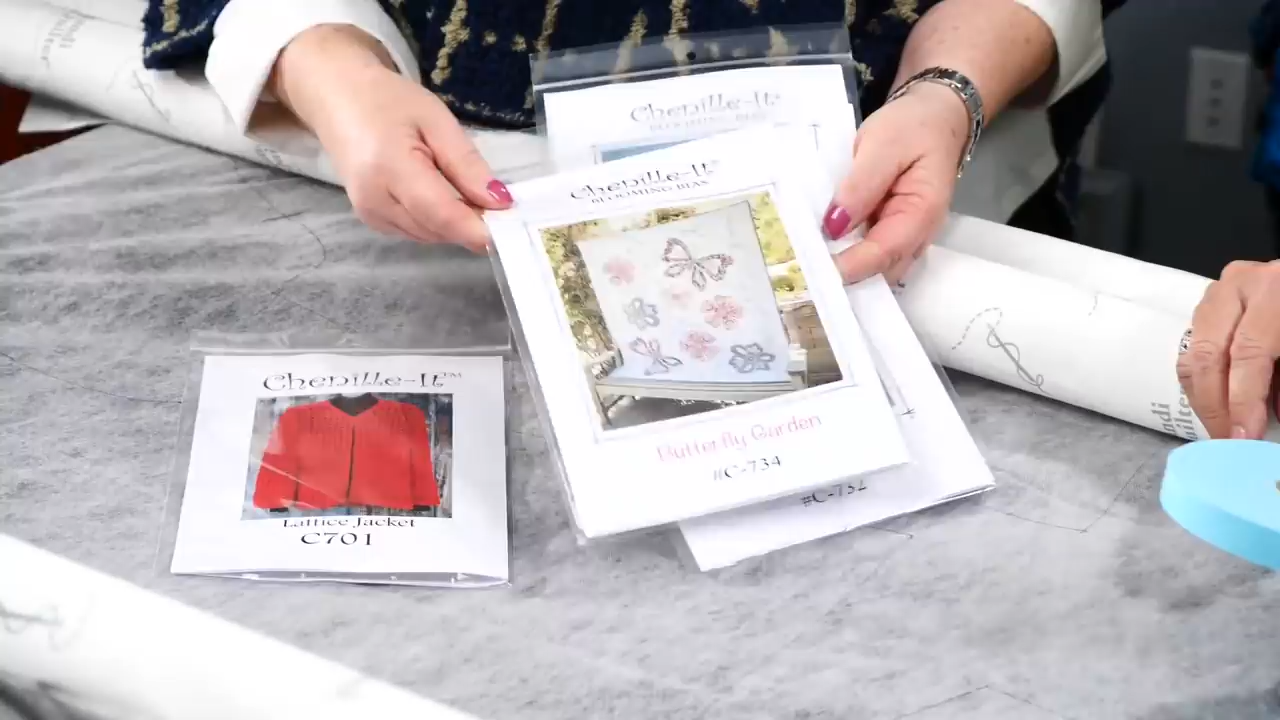 Chenille-It
BLOOMING BIAS
Chenille-It®
BLOOMING BIAS
Butterfly Garden
#C-734
#C-732
Chenille-It™
Lattice Jacket
C701